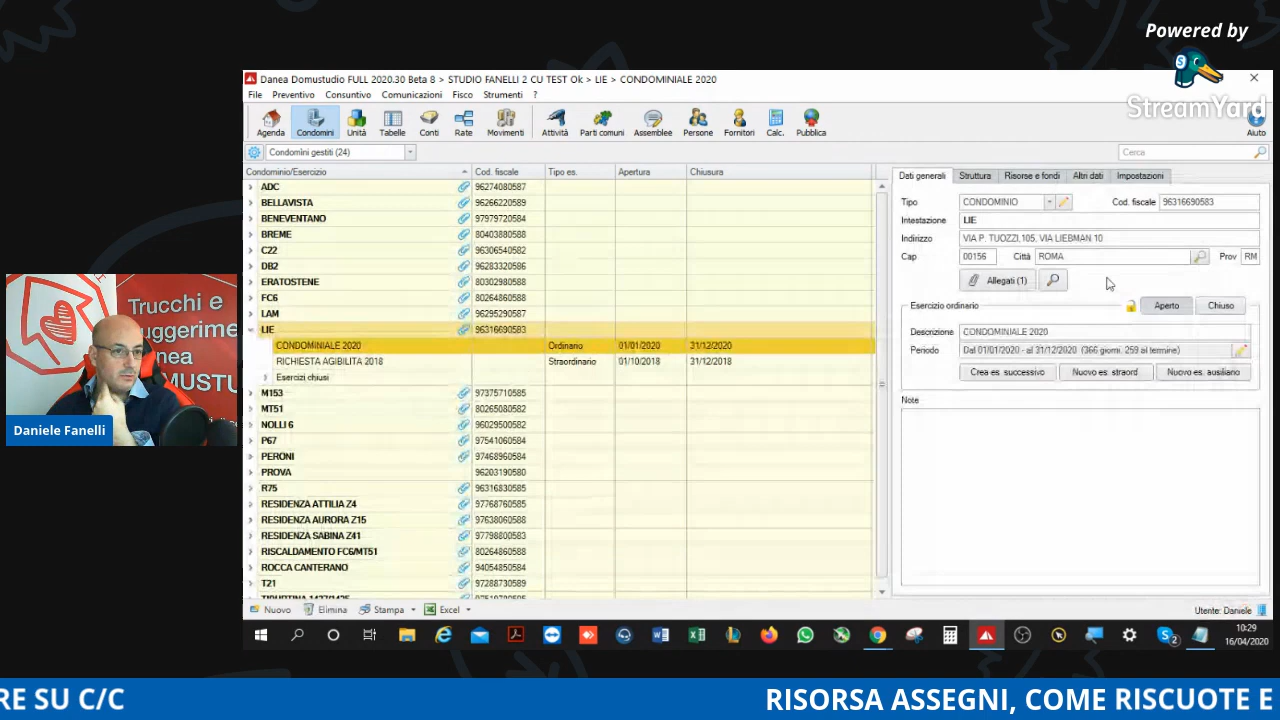 Powered by
StreamYard
Danea Domustudio FULL 2020.30 Beta 8 > STUDIO FANELLI 2 CU TEST Ok > LIE > CONDOMINIALE 2020
File Preventivo Consuntivo Comunicazioni Fisco Strumenti ?
Agenda Condomini Unità Tabelle Conti Rate Movimenti Attività Parti comuni Assemblee Persone Fornitori Calc. Pubblica Aiuto
Condomini gestiti (24) Cerca
Condominio/Esercizio Cod. fiscale Tipo es. Apertura Chiusura
ADC 96274080587
BELLAVISTA 96266220589
BENEVENTANO 97979720584
BREME 80403880588
C22 96306540582
DB2 96283320586
ERATOSTENE 80302980588
FC6 80264860588
LAM 96295290587
LIE 96316690583
CONDOMINIALE 2020 Ordinario 01/01/2020 31/12/2020
RICHIESTA AGIBILITA 2018 Straordinario 01/10/2018 31/12/2018
Esercizi chiusi
M153 97375710585
MT51 80265080582
NOLLI 6 96029500582
P67 97541060584
PERONI 97468960584
PROVA 96203190580
R75 96316830585
RESIDENZA ATTILIA Z4 97768760585
RESIDENZA AURORA Z15 97638060588
RESIDENZA SABINA Z41 97798800583
RISCALDAMENTO FC6/MT51 80264860588
ROCCA CANTERANO 94054850584
T21 97288730589
Dati generali Struttura Risorse e fondi Altri dati Impostazioni
Tipo CONDOMINIO Cod. fiscale 96316690583
Intestazione LIE
Indirizzo VIA P. TUOZZI,105, VIA LIEBMAN 10
Cap 00156 Città ROMA Prov RM
Allegati (1)
Esercizio ordinario Aperto Chiuso
Descrizione CONDOMINIALE 2020
Periodo Dal 01/01/2020 - al 31/12/2020 (366 giorni. 259 al termine)
Crea es. successivo Nuovo es. straord Nuovo es. ausiliario
Note
Nuovo Elimina Stampa Excel Utente: Daniele
2
10:29
16/04/2020
Trucchi e
uggerime
nea
MUSTU
Daniele Fanelli
RE SU C/C RISORSA ASSEGNI, COME RISCUOTE E